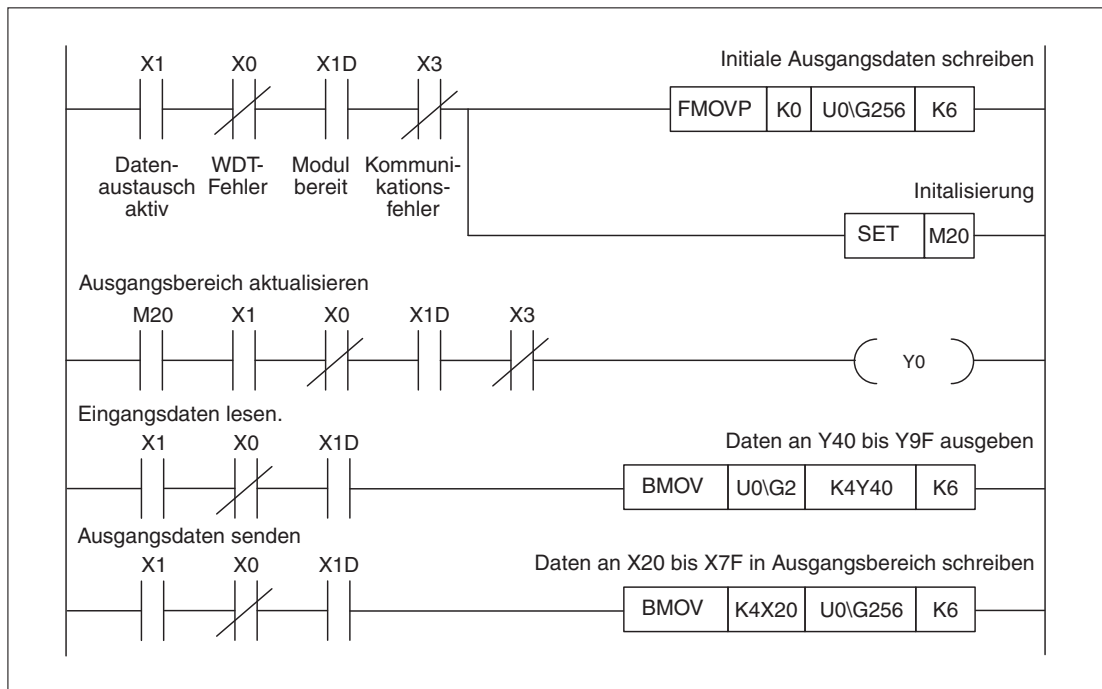 Initiale Ausgangsdaten schreiben
X1 X0 X1D X3
FMOVP K0 U0\G256 K6
Daten-
austausch
aktiv
WDT-
Fehler
Modul
bereit
Kommuni-
kations-
fehler
Initalisierung
SET M20
Ausgangsbereich aktualisieren
M20 X1 X0 X1D X3
Y0
Eingangsdaten lesen.
X1 X0 X1D
Daten an Y40 bis Y9F ausgeben
BMOV U0\G2 K4Y40 K6
Ausgangsdaten senden
X1 X0 X1D
Daten an X20 bis X7F in Ausgangsbereich schreiben
BMOV K4X20 U0\G256 K6